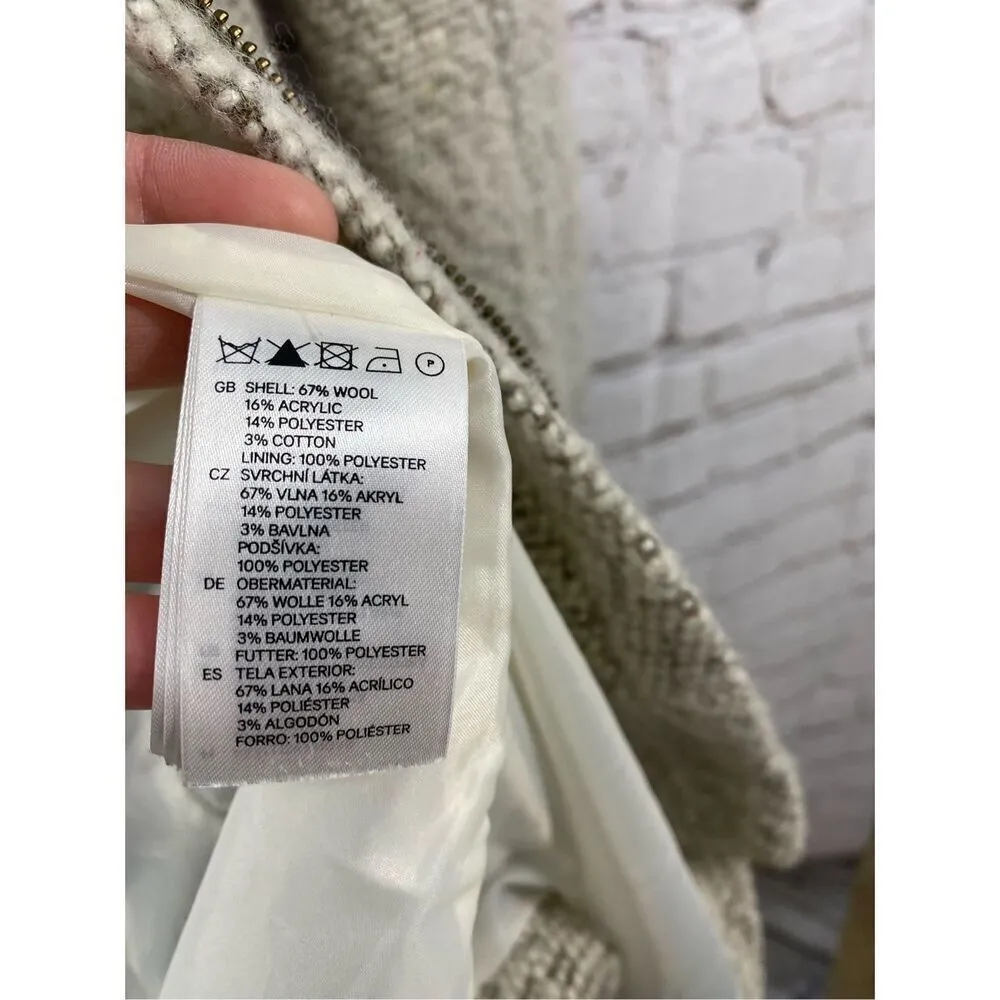 P
GB SHELL: 67% WOOL
16% ACRYLIC
14% POLYESTER
3% COTTON
LINING: 100% POLYESTER
CZ SVRCHNÍ LÁTKA:
67% VLNA 16% AKRYL
14% POLYESTER
3% BAVLNA
PODŠÍVKA:
100% POLYESTER
DE OBERMATERIAL:
67% WOLLE 16% ACRYL
14% POLYESTER
3% BAUMWOLLE
FUTTER: 100% POLYESTER
ES TELA EXTERIOR:
67% LANA 16% ACRÍLICO
14% POLIÉSTER
3% ALGODÓN
FORRO: 100% POLIÉSTER